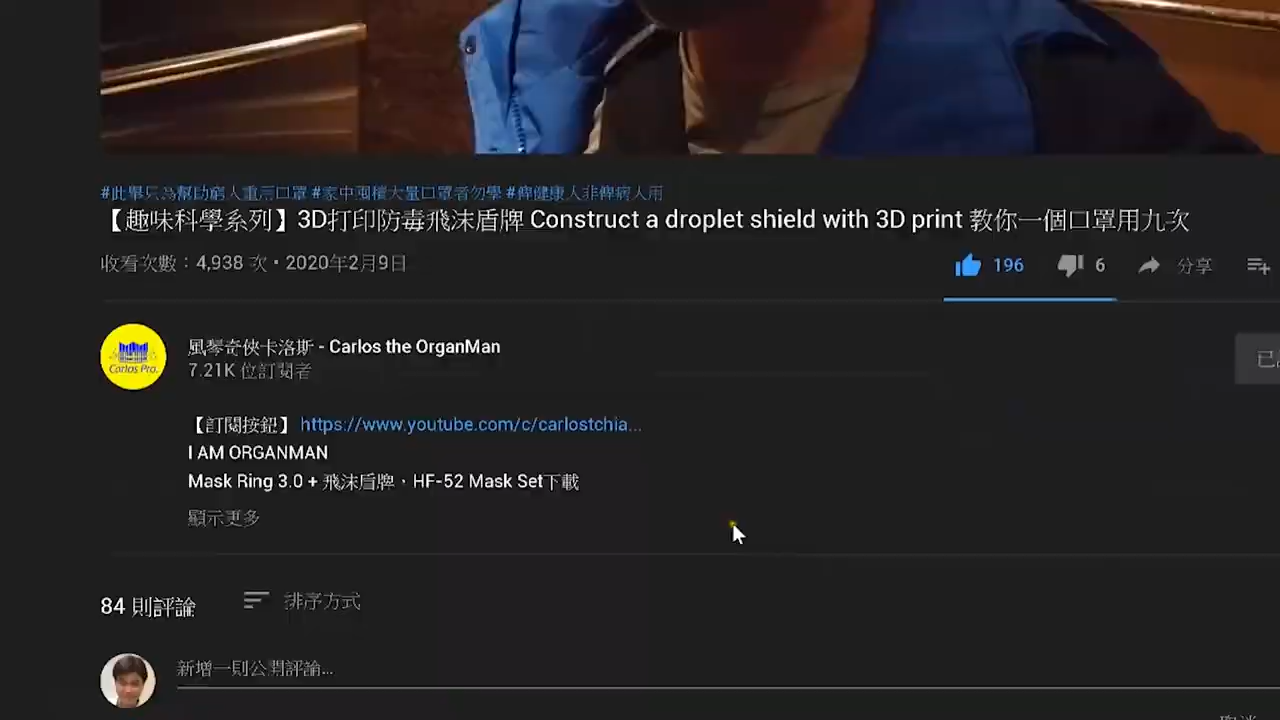 #此舉只為幫助窮人重用口罩 #家中囤積大量口罩者勿學 #俾健康人非俾病人用
【趣味科學系列】3D打印防毒飛沫盾牌 Construct a droplet shield with 3D print 教你一個口罩用九次
收看次數：4,938 次・2020年2月9日
196 6 分享
Carlos Pro.
風琴奇俠卡洛斯 - Carlos the OrganMan
7.21K 位訂閱者
【訂閱按鈕】 https://www.youtube.com/c/carlostchia...
I AM ORGANMAN
Mask Ring 3.0 + 飛沫盾牌、HF-52 Mask Set下載
顯示更多
84 則評論 排序方式
新增一則公開評論...